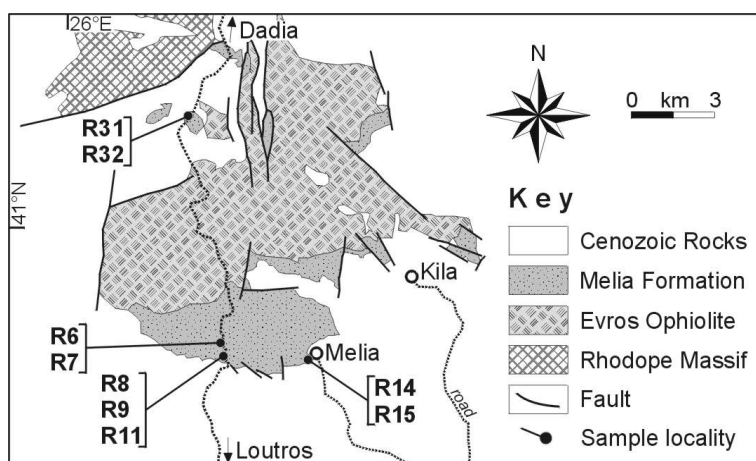 26°E
Dadia
N
0 km 3
R31
R32
41°N
Key
Cenozoic Rocks
Kila
Melia Formation
Evros Ophiolite
R6
R7
Melia
Rhodope Massif
R8
R9
R11
R14
R15
road
Fault
Loutros
Sample locality